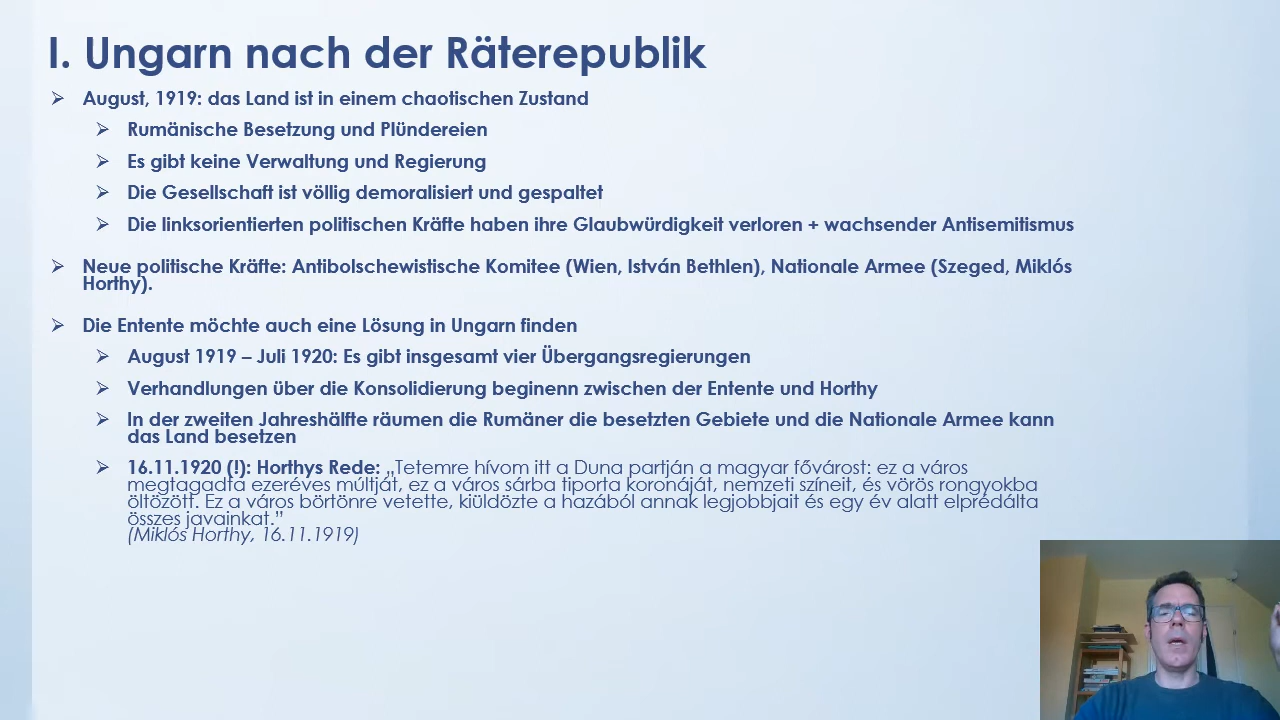 I. Ungarn nach der Räterepublik
August, 1919: das Land ist in einem chaotischen Zustand
Rumänische Besetzung und Plündereien
Es gibt keine Verwaltung und Regierung
Die Gesellschaft ist völlig demoralisiert und gespaltet
Die linksorientierten politischen Kräfte haben ihre Glaubwürdigkeit verloren + wachsender Antisemitismus
Neue politische Kräfte: Antibolschewistische Komitee (Wien, István Bethlen), Nationale Armee (Szeged, Miklós
Horthy).
Die Entente möchte auch eine Lösung in Ungarn finden
August 1919 – Juli 1920: Es gibt insgesamt vier Übergangsregierungen
Verhandlungen über die Konsolidierung beginenn zwischen der Entente und Horthy
In der zweiten Jahreshälfte räumen die Rumäner die besetzten Gebiete und die Nationale Armee kann
das Land besetzen
16.11.1920 (!): Horthys Rede: „Tetemre hívom itt a Duna partján a magyar fővárost: ez a város
megtagadta ezeréves múltját, ez a város sárba tiporta koronáját, nemzeti színeit, és vörös rongyokba
öltözött. Ez a város börtönre vetette, kiüldözte a hazából annak legjobbjait és egy év alatt elprédálta
összes javainkat.”
(Miklós Horthy, 16.11.1919)